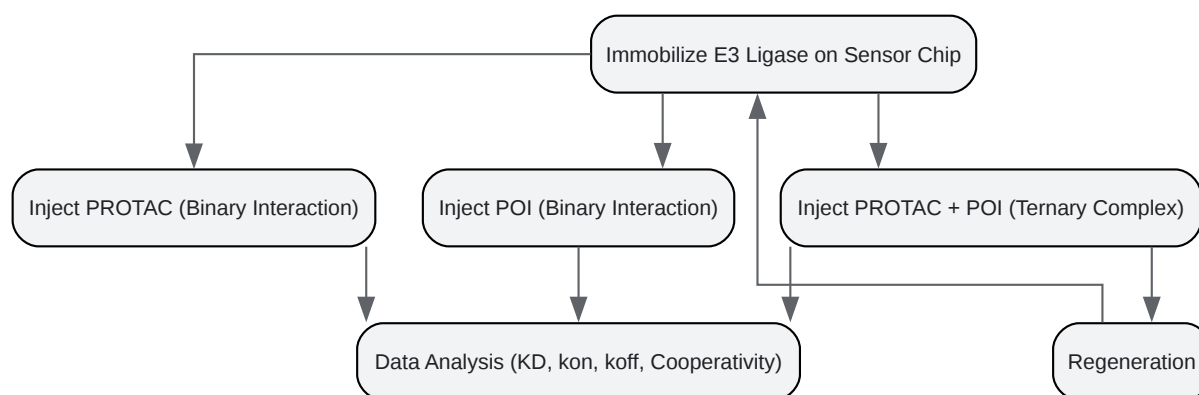 Immobilize E3 Ligase on Sensor Chip
Inject PROTAC (Binary Interaction)
Inject POI (Binary Interaction)
Inject PROTAC + POI (Ternary Complex)
Data Analysis (KD, kon, koff, Cooperativity)
Regeneration